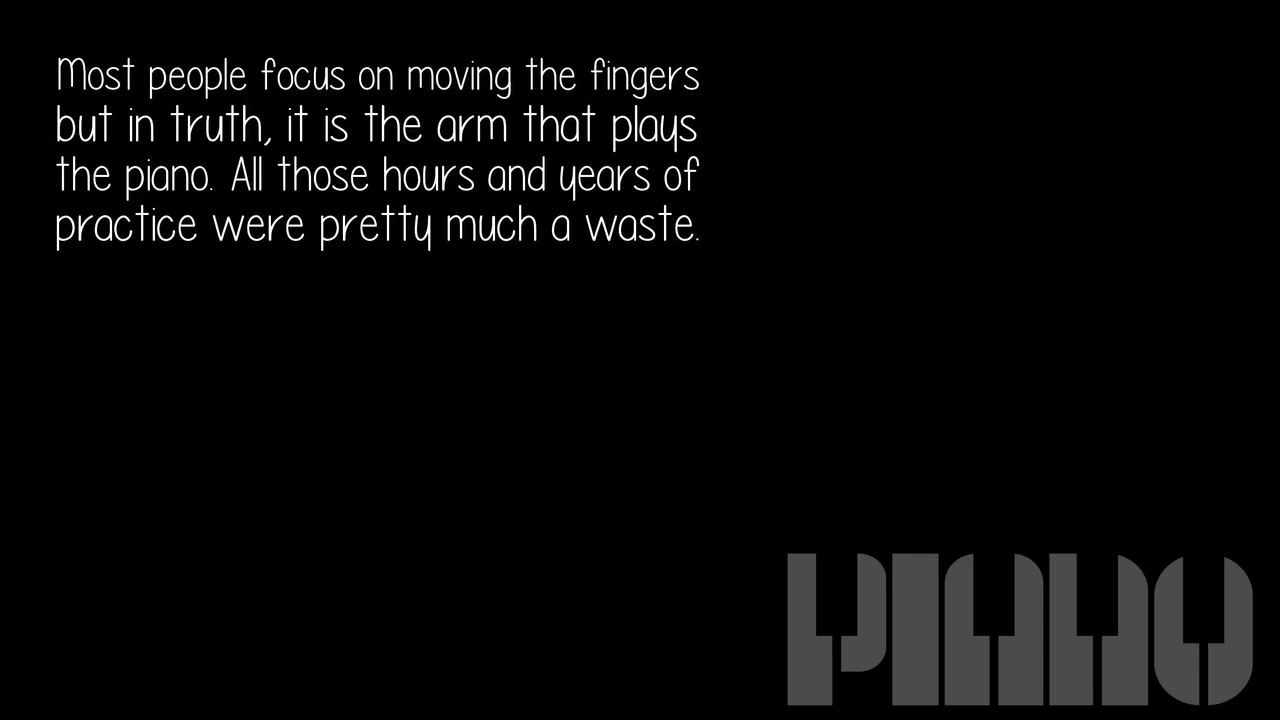 Most people focus on moving the fingers
but in truth, it is the arm that plays
the piano. All those hours and years of
practice were pretty much a waste.
PIANO